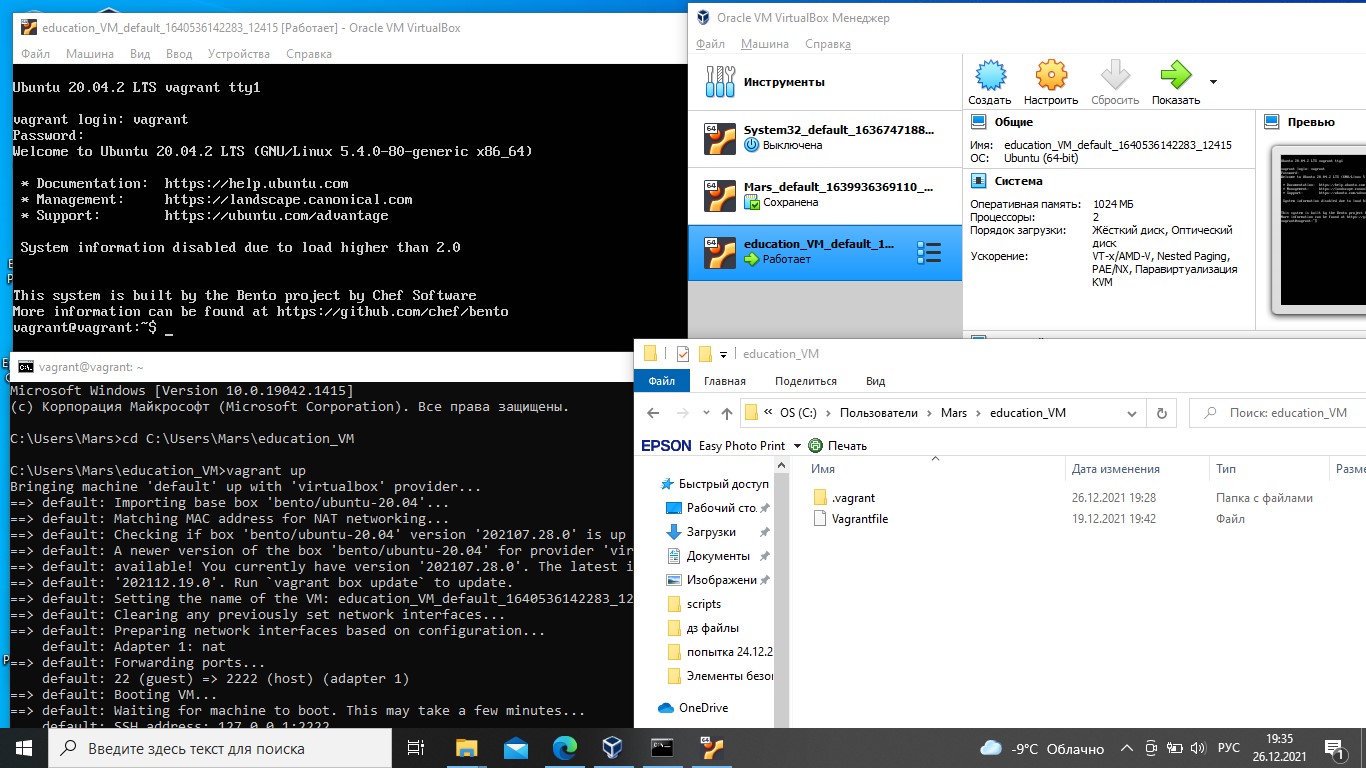 education_VM_default_1640536142283_12415 [Работает] - Oracle VM VirtualBox
Файл Машина Вид Ввод Устройства Справка
Ubuntu 20.04.2 LTS vagrant tty1
vagrant login: vagrant
Password:
Welcome to Ubuntu 20.04.2 LTS (GNU/Linux 5.4.0-80-generic x86_64)
* Documentation: https://help.ubuntu.com
* Management: https://landscape.canonical.com
* Support: https://ubuntu.com/advantage
System information disabled due to load higher than 2.0
This system is built by the Bento project by Chef Software
More information can be found at https://github.com/chef/bento
vagrant@vagrant:~$ _
Oracle VM VirtualBox Менеджер
Файл Машина Справка
Инструменты
Создать Настроить Сбросить Показать
64
System32_default_1636747188...
Выключена
64
Mars_default_1639936369110_...
Сохранена
64
education_VM_default_1...
Работает
Общие
Имя: education_VM_default_1640536142283_12415
ОС: Ubuntu (64-bit)
Система
Оперативная память: 1024 МБ
Процессоры: 2
Порядок загрузки: Жёсткий диск, Оптический
диск
Ускорение: VT-x/AMD-V, Nested Paging,
PAE/NX, Паравиртуализация
KVM
Превью
vagrant@vagrant: ~
Microsoft Windows [Version 10.0.19042.1415]
(c) Корпорация Майкрософт (Microsoft Corporation). Все права защищены.
C:\Users\Mars>cd C:\Users\Mars\education_VM
C:\Users\Mars\education_VM>vagrant up
Bringing machine 'default' up with 'virtualbox' provider...
==> default: Importing base box 'bento/ubuntu-20.04'...
==> default: Matching MAC address for NAT networking...
==> default: Checking if box 'bento/ubuntu-20.04' version '202107.28.0' is up
==> default: A newer version of the box 'bento/ubuntu-20.04' for provider 'vir
==> default: available! You currently have version '202107.28.0'. The latest i
==> default: '202112.19.0'. Run `vagrant box update` to update.
==> default: Setting the name of the VM: education_VM_default_1640536142283_12
==> default: Clearing any previously set network interfaces...
==> default: Preparing network interfaces based on configuration...
default: Adapter 1: nat
==> default: Forwarding ports...
default: 22 (guest) => 2222 (host) (adapter 1)
==> default: Booting VM...
==> default: Waiting for machine to boot. This may take a few minutes...
default: SSH address: 127.0.0.1:2222
education_VM
Файл Главная Поделиться Вид
« OS (C:) › Пользователи › Mars › education_VM
Поиск: education_VM
EPSON Easy Photo Print Печать
Имя Дата изменения Тип Разме
.vagrant 26.12.2021 19:28 Папка с файлами
Vagrantfile 19.12.2021 19:42 Файл
Быстрый доступ
Рабочий сто.
Загрузки
Документы
Изображени
scripts
дз файлы
попытка 24.12.2
Элементы безо
OneDrive
Введите здесь текст для поиска
-9°C Облачно
РУС
19:35
26.12.2021
1